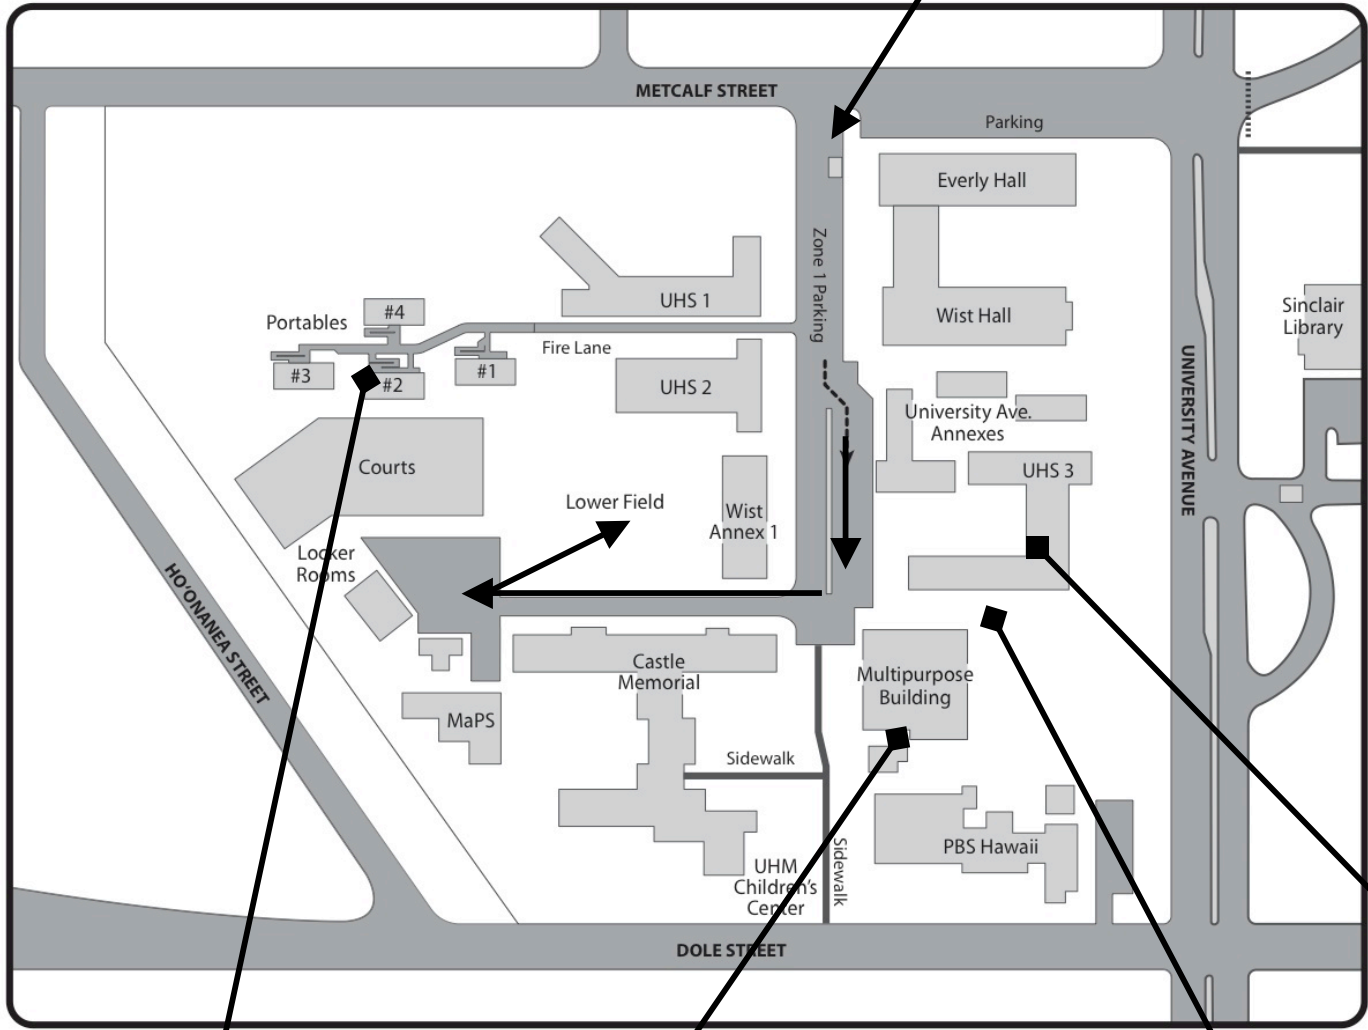 METCALF STREET
Parking
Everly Hall
Zone 1 Parking
UHS 1
#4
Portables
Wist Hall
Sinclair
Library
Fire Lane
#3
#2
#1
UHS 2
University Ave.
Annexes
UNIVERSITY AVENUE
Courts
UHS 3
Lower Field
Wist
Annex 1
Locker
Rooms
HO‘ONANEA STREET
Castle
Memorial
Multipurpose
Building
MaPS
Sidewalk
PBS Hawaii
Sidewalk
UHM
Children's
Center
DOLE STREET